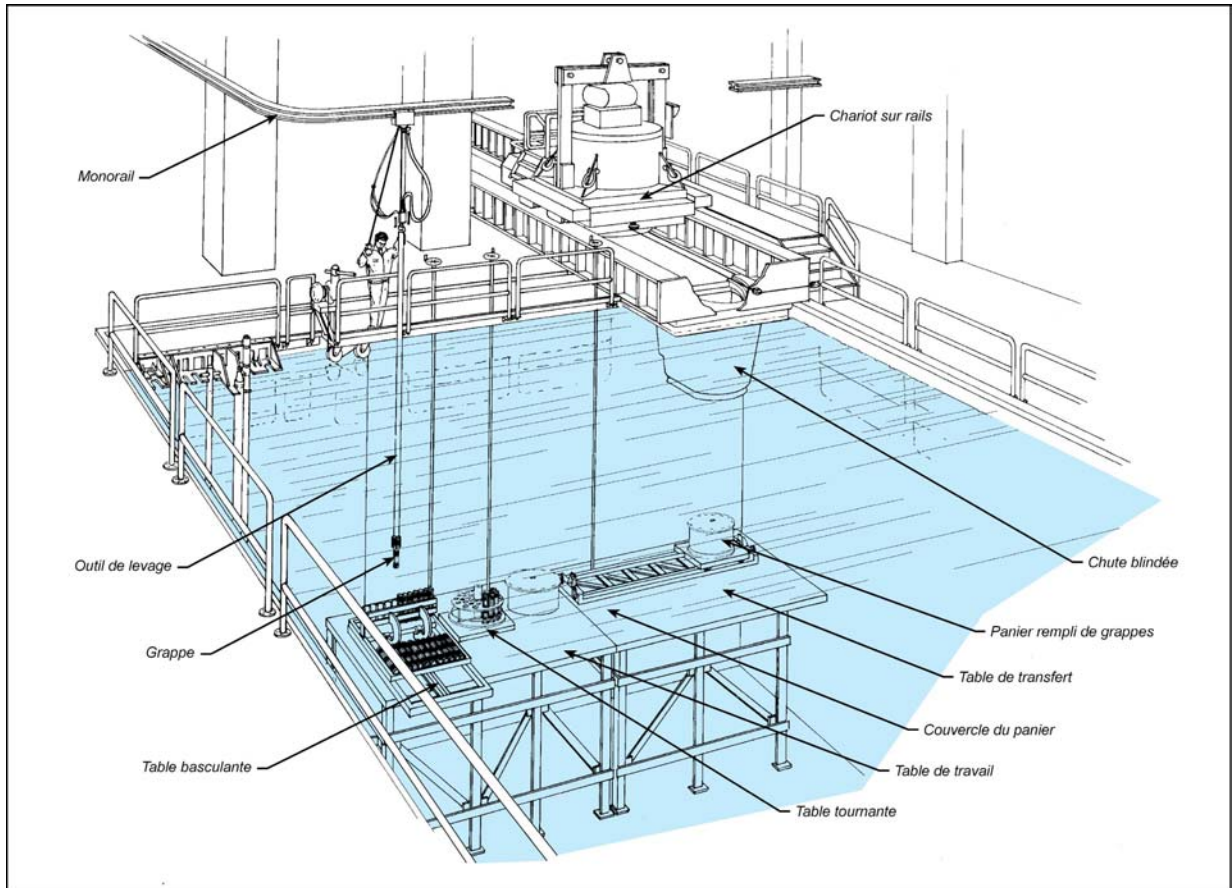 Chariot sur rails
Monorail
Outil de levage
Chute blindée
Grappe
Panier rempli de grappes
Table de transfert
Couvercle du panier
Table basculante
Table de travail
Table tournante